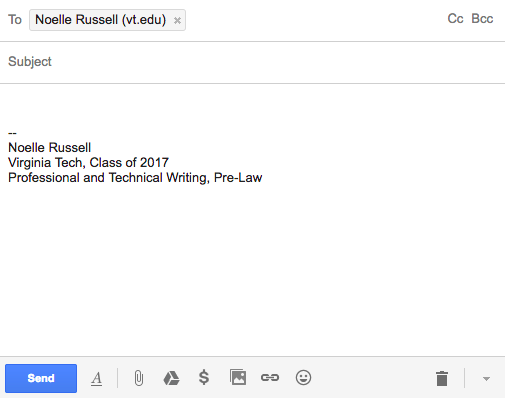 To Noelle Russell (vt.edu) × Cc Bcc
Subject
--
Noelle Russell
Virginia Tech, Class of 2017
Professional and Technical Writing, Pre-Law
Send A $